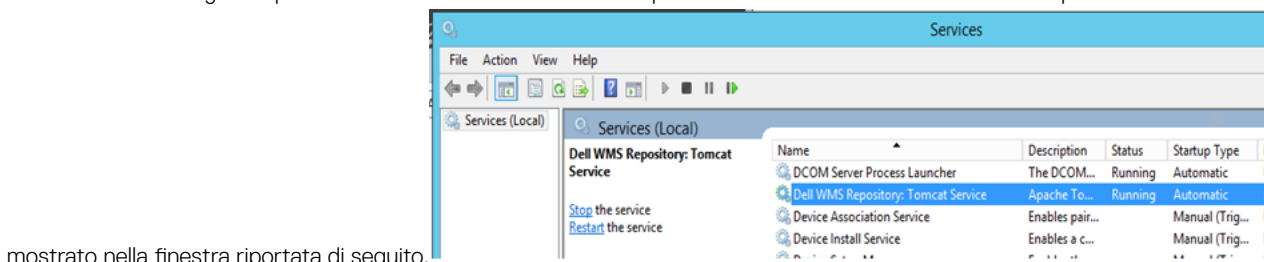 Services
File Action View Help
Services (Local)
Services (Local)
Dell WMS Repository: Tomcat Service
Stop the service
Restart the service
Name Description Status Startup Type
DCOM Server Process Launcher The DCOM... Running Automatic
Dell WMS Repository: Tomcat Service Apache To... Running Automatic
Device Association Service Enables pair... Manual (Trig...
Device Install Service Enables a c... Manual (Trig...
mostrato nella finestra riportata di seguito.